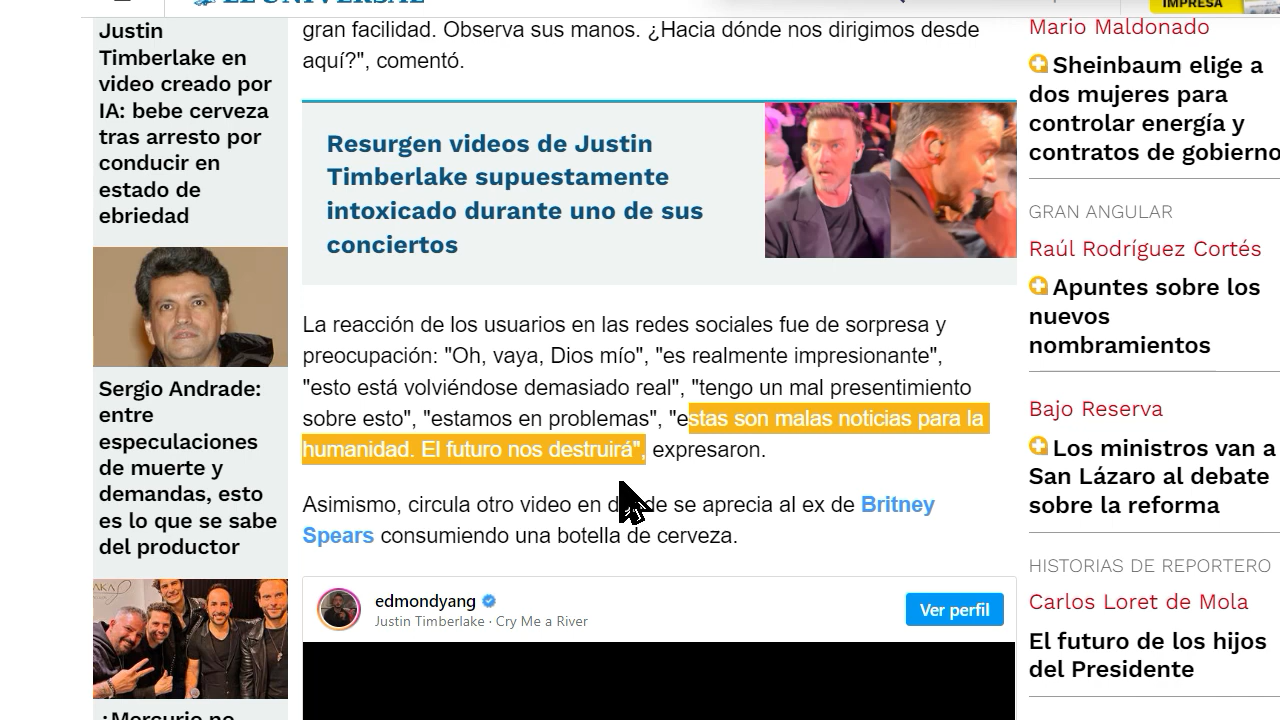 EL UNIVERSAL
IMPRESA
Justin
Timberlake en
video creado por
IA: bebe cerveza
tras arresto por
conducir en
estado de
ebriedad
Sergio Andrade:
entre
especulaciones
de muerte y
demandas, esto
es lo que se sabe
del productor
¿Mercurio no
gran facilidad. Observa sus manos. ¿Hacia dónde nos dirigimos desde
aquí?", comentó.
Resurgen videos de Justin
Timberlake supuestamente
intoxicado durante uno de sus
conciertos
La reacción de los usuarios en las redes sociales fue de sorpresa y
preocupación: "Oh, vaya, Dios mío", "es realmente impresionante",
"esto está volviéndose demasiado real", "tengo un mal presentimiento
sobre esto", "estamos en problemas", "estas son malas noticias para la
humanidad. El futuro nos destruirá", expresaron.
Asimismo, circula otro video en donde se aprecia al ex de Britney
Spears consumiendo una botella de cerveza.
edmondyang
Justin Timberlake · Cry Me a River
Ver perfil
Mario Maldonado
Sheinbaum elige a
dos mujeres para
controlar energía y
contratos de gobierno
GRAN ANGULAR
Raúl Rodríguez Cortés
Apuntes sobre los
nuevos
nombramientos
Bajo Reserva
Los ministros van a
San Lázaro al debate
sobre la reforma
HISTORIAS DE REPORTERO
Carlos Loret de Mola
El futuro de los hijos
del Presidente